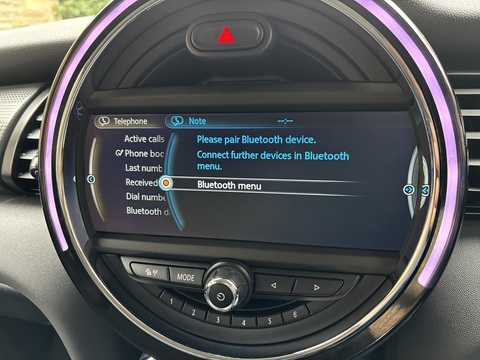 Telephone
Note
--:--
Active calls
Please pair Bluetooth device.
Phone boo
Connect further devices in Bluetooth
menu.
Last numb
Received
Bluetooth menu
Dial numbe
Bluetooth d
MODE
1 2 3 4 5 6